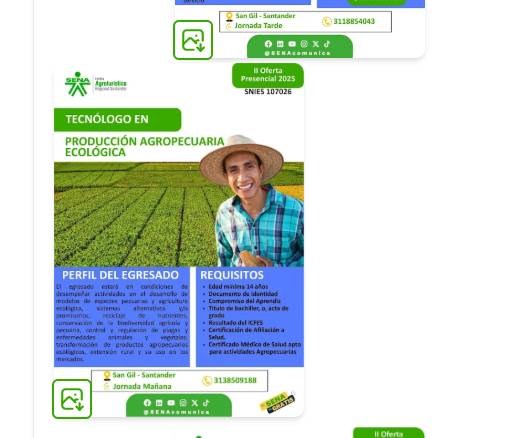 San Gil - Santander
Jornada Tarde
3118854043
@SENAcomunica
SENA
Agroturístico
Regional Santander
II Oferta
Presencial 2025
SNIES 107026
TECNÓLOGO EN
PRODUCCIÓN AGROPECUARIA
ECOLÓGICA
PERFIL DEL EGRESADO
El egresado estará en condiciones de
desempeñar actividades en el desarrollo de
modelos de especies pecuarias y agricultura
ecológica, sistemas alternativos y/o
promisorios, reciclaje de nutrientes,
conservación de la biodiversidad agrícola y
pecuaria, control y regulación de plagas y
enfermedades animales y vegetales,
transformación de productos agropecuarios
ecológicos, extensión rural y su uso en los
mercados.
REQUISITOS
• Edad mínima 14 años
• Documento de identidad
• Compromiso del Aprendiz
• Título de bachiller, o, acta de
grado
• Resultado del ICFES
• Certificación de Afiliación a
Salud.
• Certificado Médico de Salud apto
para actividades Agropecuarias
San Gil - Santander
Jornada Mañana
3138509188
@SENAcomunica
SENA
GRATIS
II Oferta